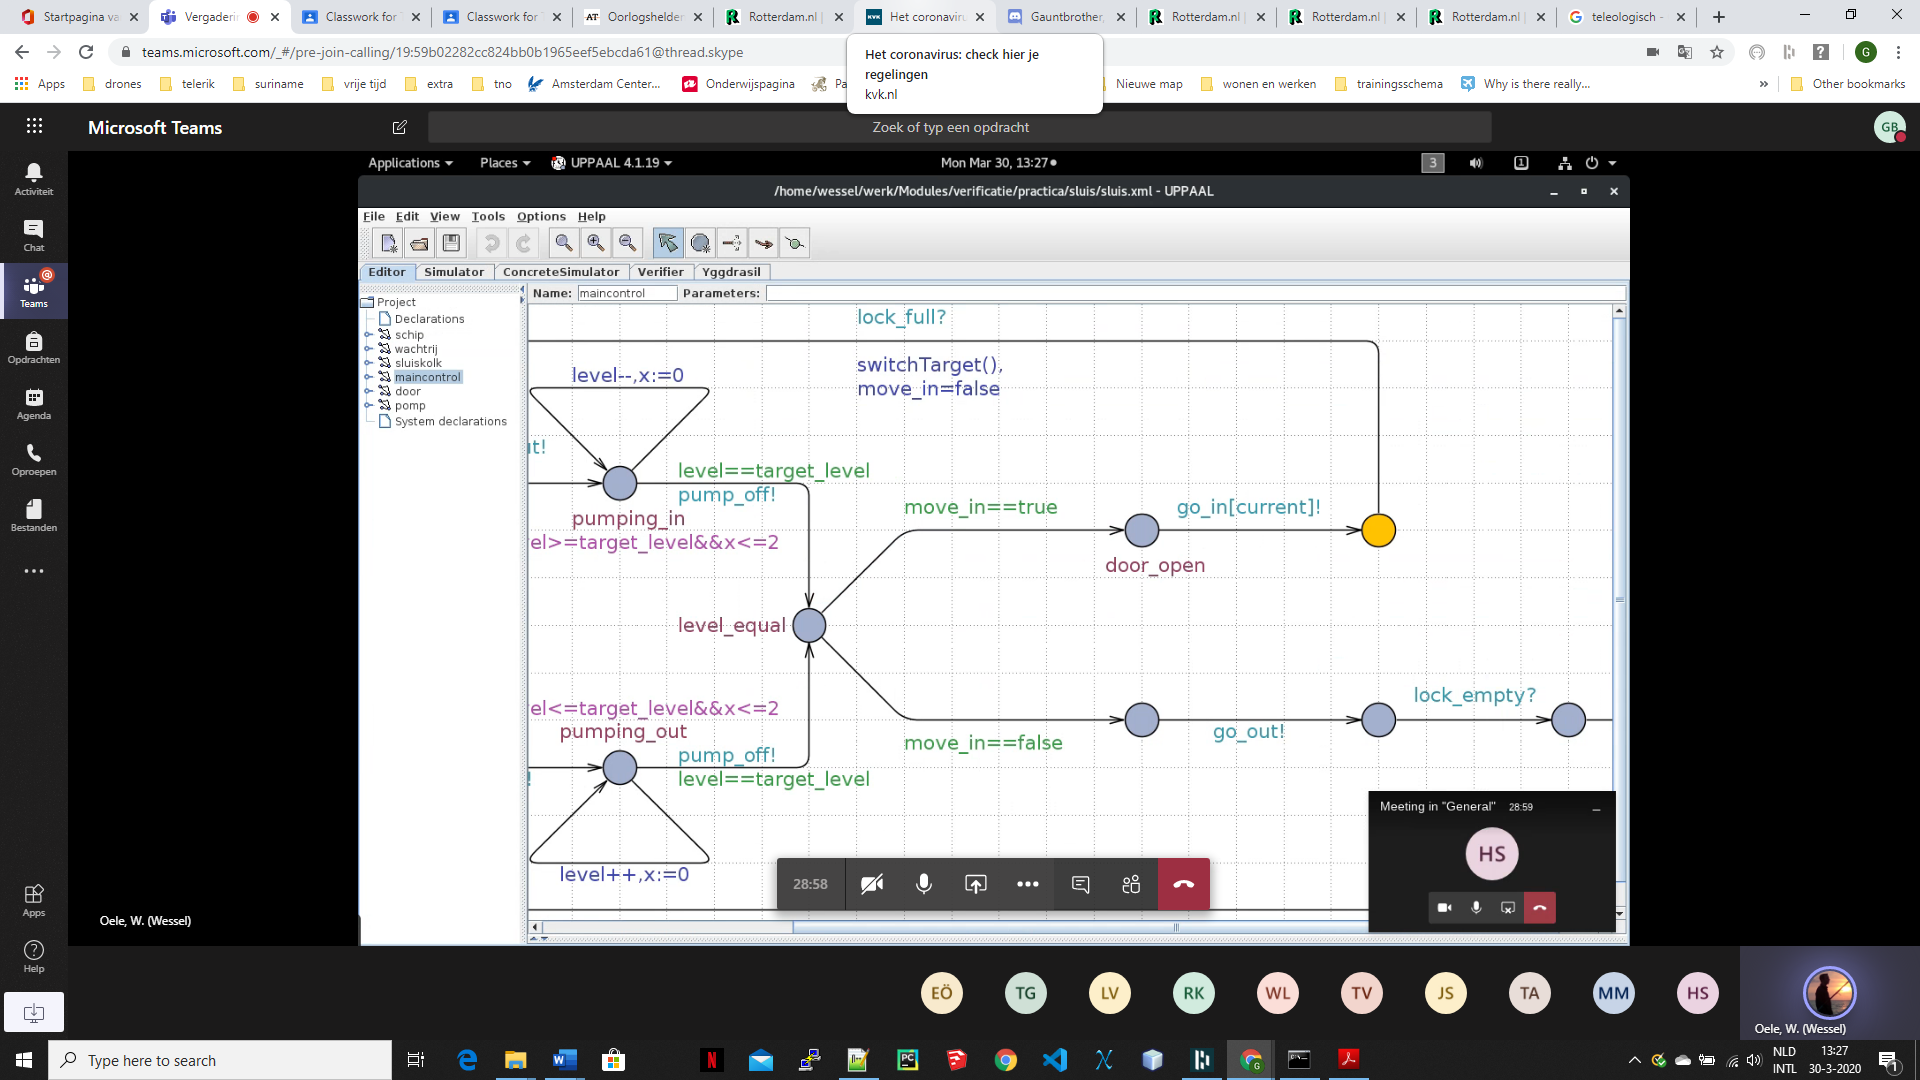 Startpagina va
Vergaderin
Classwork for
Classwork for
AT
Oorlogshelder
Rotterdam.nl |
KVK
Het coronaviru
Gauntbrother
Rotterdam.nl |
Rotterdam.nl |
Rotterdam.nl |
teleologisch -
teams.microsoft.com/_#/pre-join-calling/19:59b02282cc824bb0b1965eef5ebcda61@thread.skype
G
Het coronavirus: check hier je
regelingen
kvk.nl
Apps
drones
telerik
suriname
vrije tijd
extra
tno
Amsterdam Center...
Onderwijspagina
Pa
Nieuwe map
wonen en werken
trainingsschema
Why is there really...
»
Other bookmarks
Microsoft Teams
Zoek of typ een opdracht
GB
Activiteit
Chat
Teams
Opdrachten
Agenda
Oproepen
Bestanden
Apps
Help
Applications
Places
UPPAAL 4.1.19
Mon Mar 30, 13:27
3
1
/home/wessel/werk/Modules/verificatie/practica/sluis/sluis.xml - UPPAAL
File Edit View Tools Options Help
Editor
Simulator
ConcreteSimulator
Verifier
Yggdrasil
Name: maincontrol Parameters:
Project
Declarations
schip
wachtrij
sluiskolk
maincontrol
door
pomp
System declarations
lock_full?
switchTarget(),
move_in=false
level--,x:=0
ut!
level==target_level
pump_off!
pumping_in
el>=target_level&&x<=2
move_in==true
go_in[current]!
door_open
level_equal
el<=target_level&&x<=2
pumping_out
pump_off!
level==target_level
!
move_in==false
go_out!
lock_empty?
level++,x:=0
28:58
Meeting in "General" 28:59
HS
Oele, W. (Wessel)
EÖ
TG
LV
RK
WL
TV
JS
TA
MM
HS
Oele, W. (Wessel)
Type here to search
NLD
INTL
13:27
30-3-2020
1